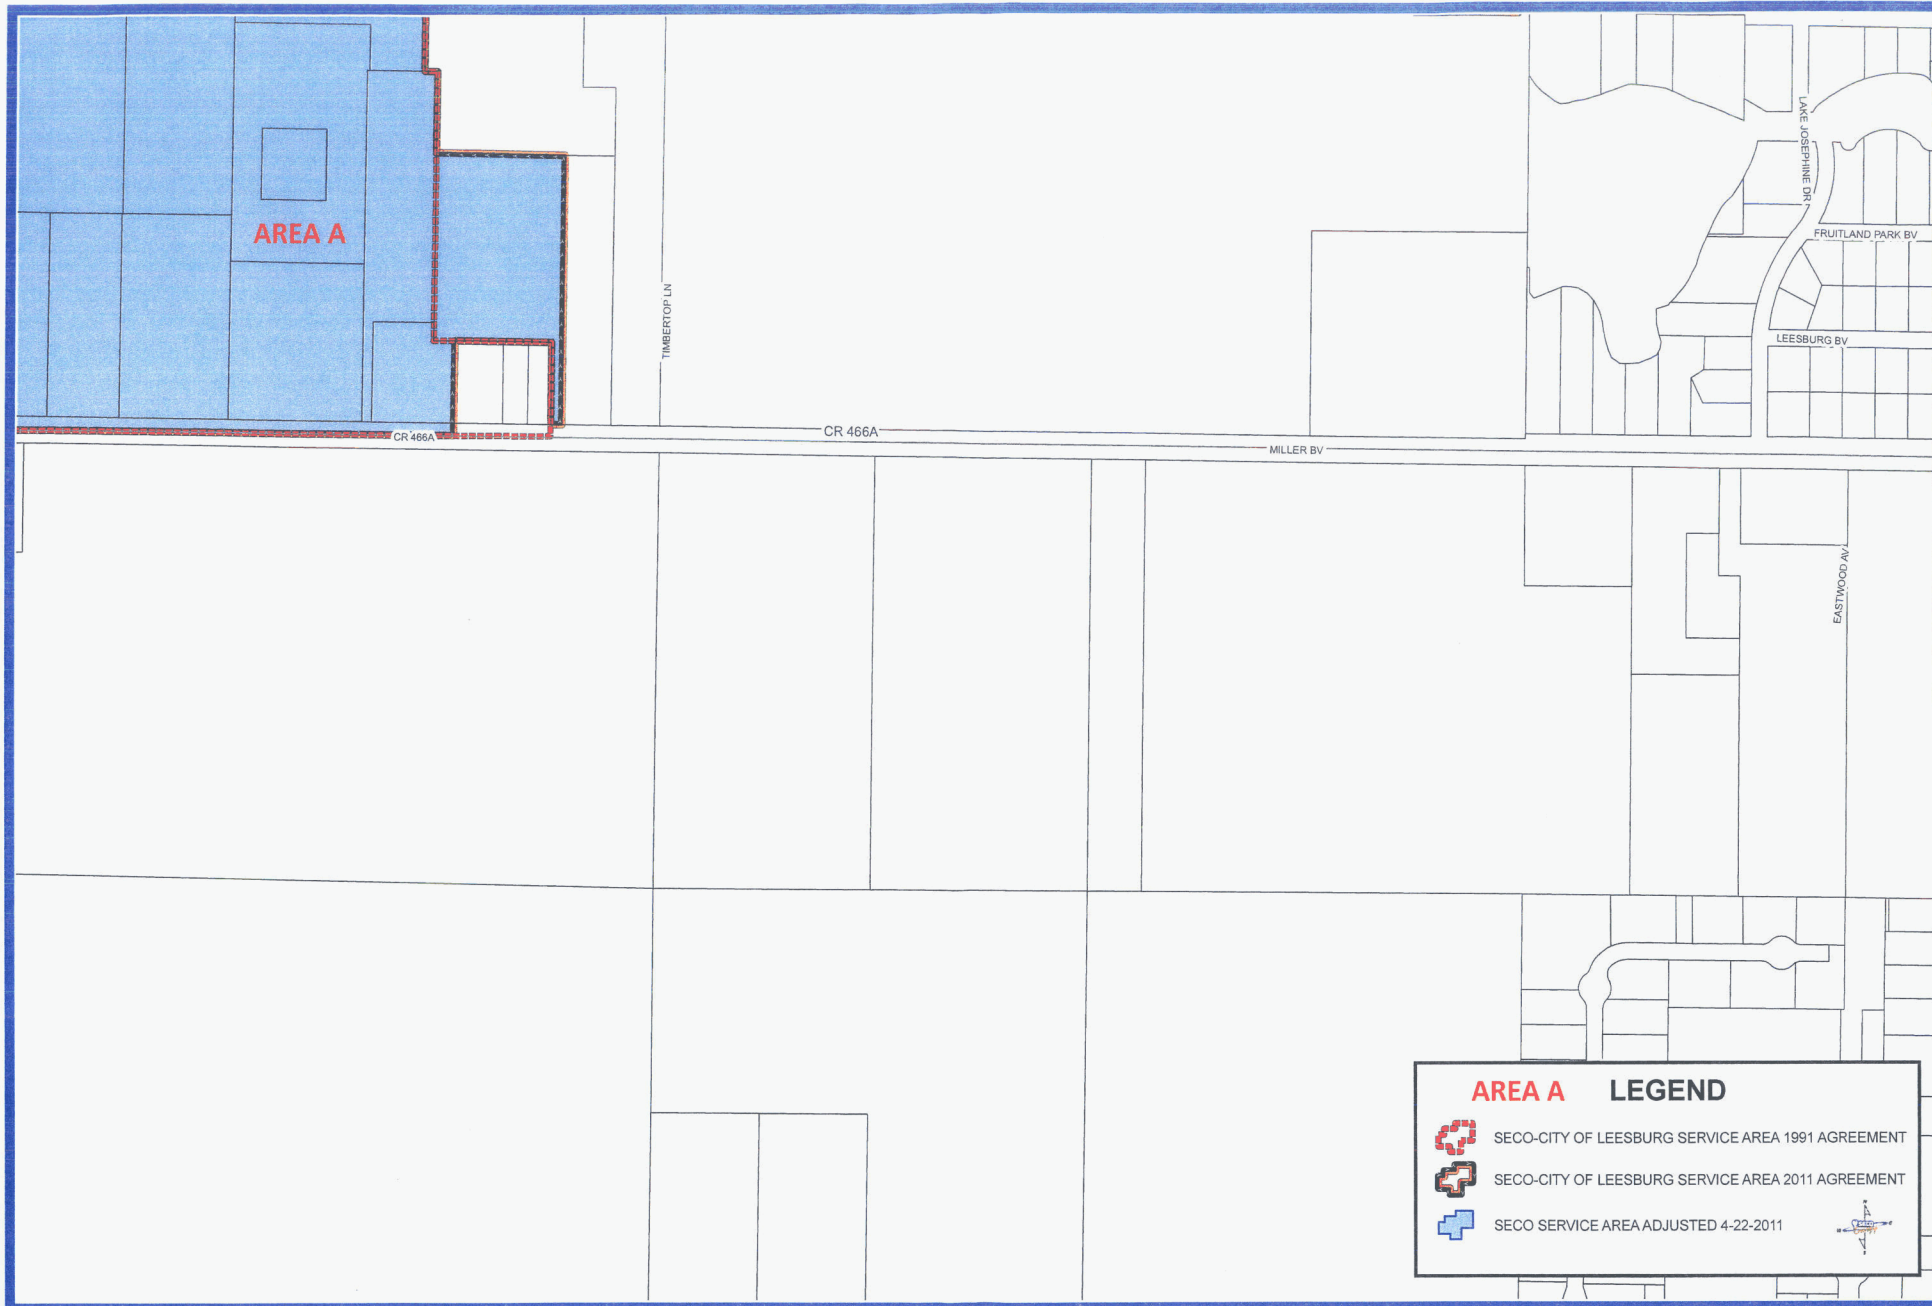 LAKE JOSEPHINE DR
AREA A
FRUITLAND PARK BV
TIMBERTOP LN
LEESBURG BV
CR 466A
CR 466A
MILLER BV
EASTWOOD AV
AREA A LEGEND
SECO-CITY OF LEESBURG SERVICE AREA 1991 AGREEMENT
SECO-CITY OF LEESBURG SERVICE AREA 2011 AGREEMENT
SECO SERVICE AREA ADJUSTED 4-22-2011